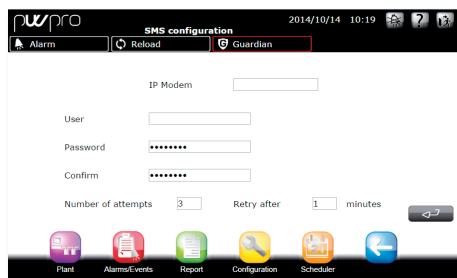 pwpro
SMS configuration
2014/10/14 10:19
?
Alarm
Reload
G Guardian
IP Modem
User
Password ••••••••
Confirm ••••••••
Number of attempts 3 Retry after 1 minutes
Plant
Alarms/Events
Report
Configuration
Scheduler